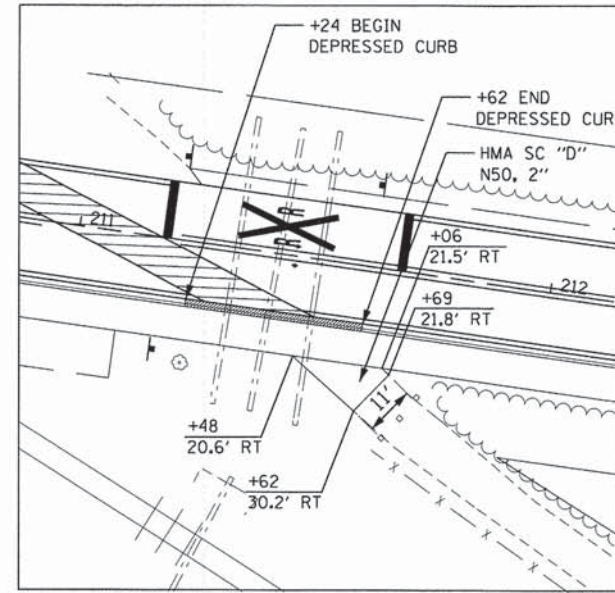 +24 BEGIN
DEPRESSED CURB
+62 END
DEPRESSED CUR
HMA SC "D"
N50, 2"
+06
21.5' RT
+69
21.8' RT
211
212
R
R
11'
+48
20.6' RT
+62
30.2' RT
X
X
X
X